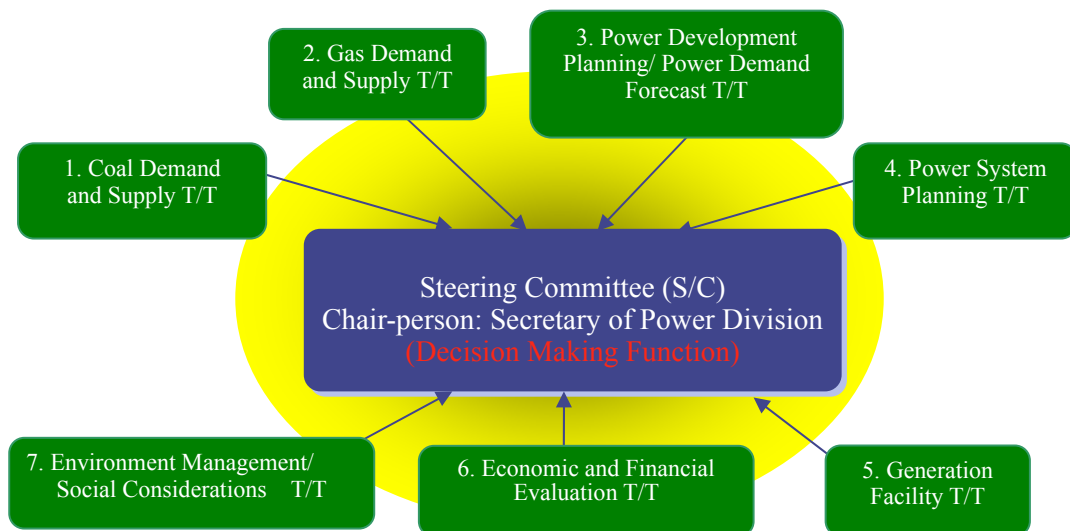 1. Coal Demand
and Supply T/T
2. Gas Demand
and Supply T/T
3. Power Development
Planning/ Power Demand
Forecast T/T
4. Power System
Planning T/T
Steering Committee (S/C)
Chair-person: Secretary of Power Division
(Decision Making Function)
7. Environment Management/
Social Considerations T/T
6. Economic and Financial
Evaluation T/T
5. Generation
Facility T/T